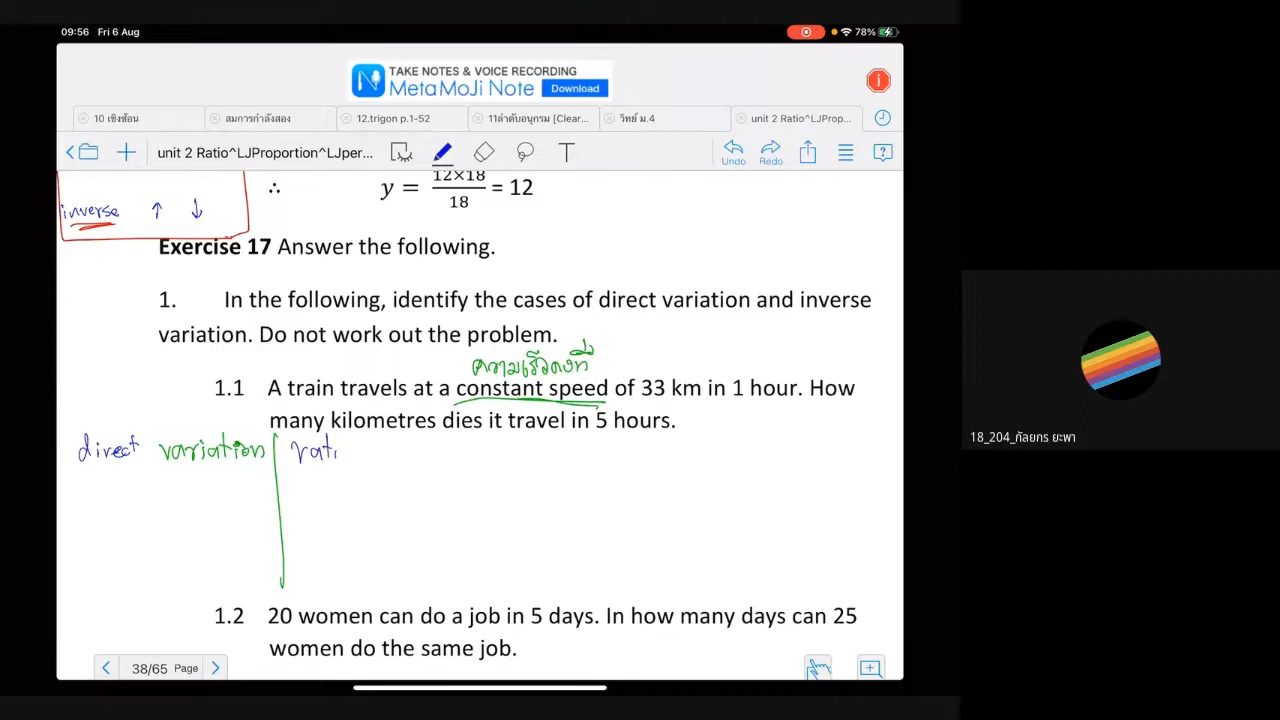 09:56 Fri 6 Aug
78%
TAKE NOTES & VOICE RECORDING
MetaMoJi Note Download
10 เชิงซ้อน
สมการกำลังสอง
12.trigon p.1-52
11ลำดับอนุกรม [Clear...
วิทย์ ม.4
unit 2 Ratio^LJProp...
unit 2 Ratio^LJProportion^LJper...
T
Undo
Redo
∴ y = 12×18/18 = 12
inverse ↑ ↓
Exercise 17 Answer the following.
1. In the following, identify the cases of direct variation and inverse
variation. Do not work out the problem.
ความเร็วคงที่
1.1 A train travels at a constant speed of 33 km in 1 hour. How
many kilometres dies it travel in 5 hours.
direct variation rati
1.2 20 women can do a job in 5 days. In how many days can 25
women do the same job.
38/65 Page
18_204_กัลยกร ยะพา